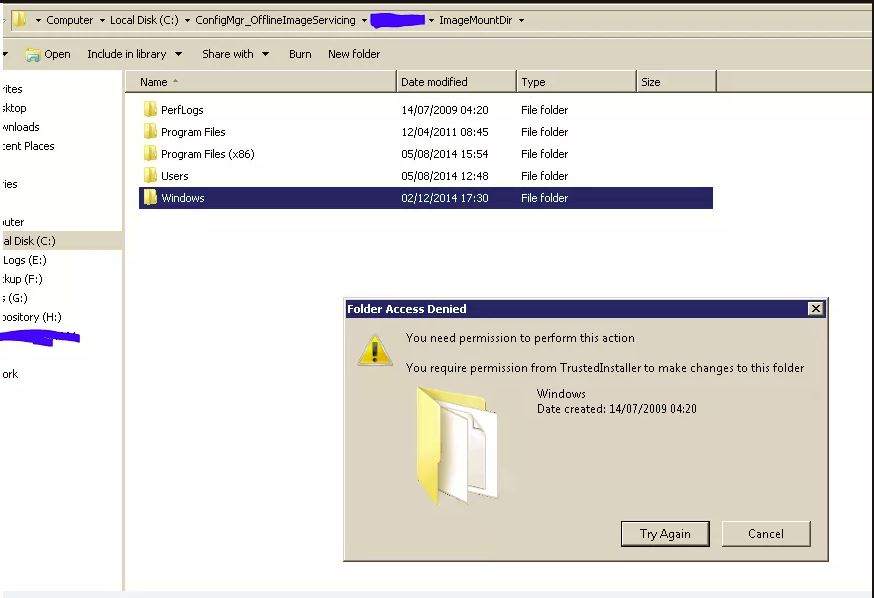 Computer Local Disk (C:) ConfigMgr_OfflineImageServicing ImageMountDir
Open Include in library Share with Burn New folder
Name Date modified Type Size
rites
sktop
wnloads
cent Places
ries
uter
al Disk (C:)
Logs (E:)
kup (F:)
s (G:)
pository (H:)
ork
PerfLogs 14/07/2009 04:20 File folder
Program Files 12/04/2011 08:45 File folder
Program Files (x86) 05/08/2014 15:54 File folder
Users 05/08/2014 12:48 File folder
Windows 02/12/2014 17:30 File folder
Folder Access Denied
You need permission to perform this action
You require permission from TrustedInstaller to make changes to this folder
Windows
Date created: 14/07/2009 04:20
Try Again Cancel